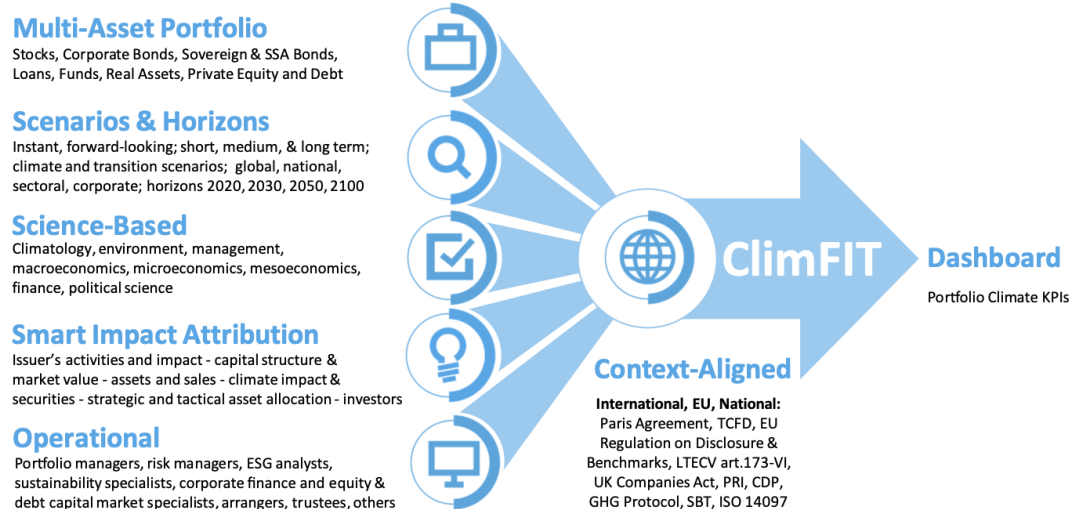 Multi-Asset Portfolio
Stocks, Corporate Bonds, Sovereign & SSA Bonds,
Loans, Funds, Real Assets, Private Equity and Debt
Scenarios & Horizons
Instant, forward-looking; short, medium, & long term;
climate and transition scenarios; global, national,
sectoral, corporate; horizons 2020, 2030, 2050, 2100
Science-Based
Climatology, environment, management,
macroeconomics, microeconomics, mesoeconomics,
finance, political science
Smart Impact Attribution
Issuer's activities and impact - capital structure &
market value - assets and sales - climate impact &
securities - strategic and tactical asset allocation - investors
Operational
Portfolio managers, risk managers, ESG analysts,
sustainability specialists, corporate finance and equity &
debt capital market specialists, arrangers, trustees, others
ClimFIT
Context-Aligned
International, EU, National:
Paris Agreement, TCFD, EU
Regulation on Disclosure &
Benchmarks, LTECV art.173-VI,
UK Companies Act, PRI, CDP,
GHG Protocol, SBT, ISO 14097
Dashboard
Portfolio Climate KPIs